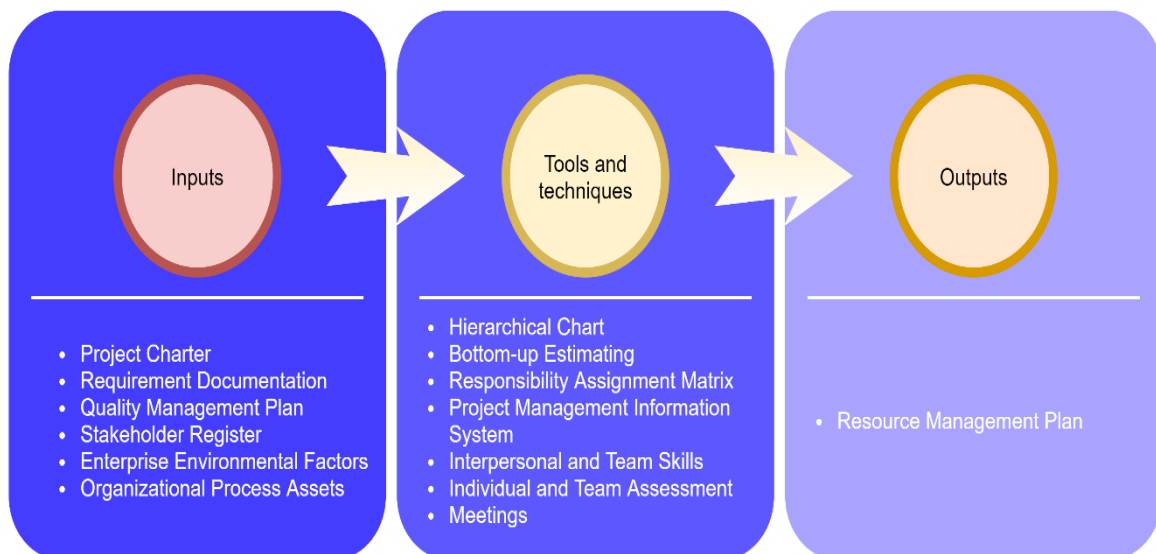 Inputs
• Project Charter
• Requirement Documentation
• Quality Management Plan
• Stakeholder Register
• Enterprise Environmental Factors
• Organizational Process Assets
Tools and
techniques
• Hierarchical Chart
• Bottom-up Estimating
• Responsibility Assignment Matrix
• Project Management Information
System
• Interpersonal and Team Skills
• Individual and Team Assessment
• Meetings
Outputs
• Resource Management Plan